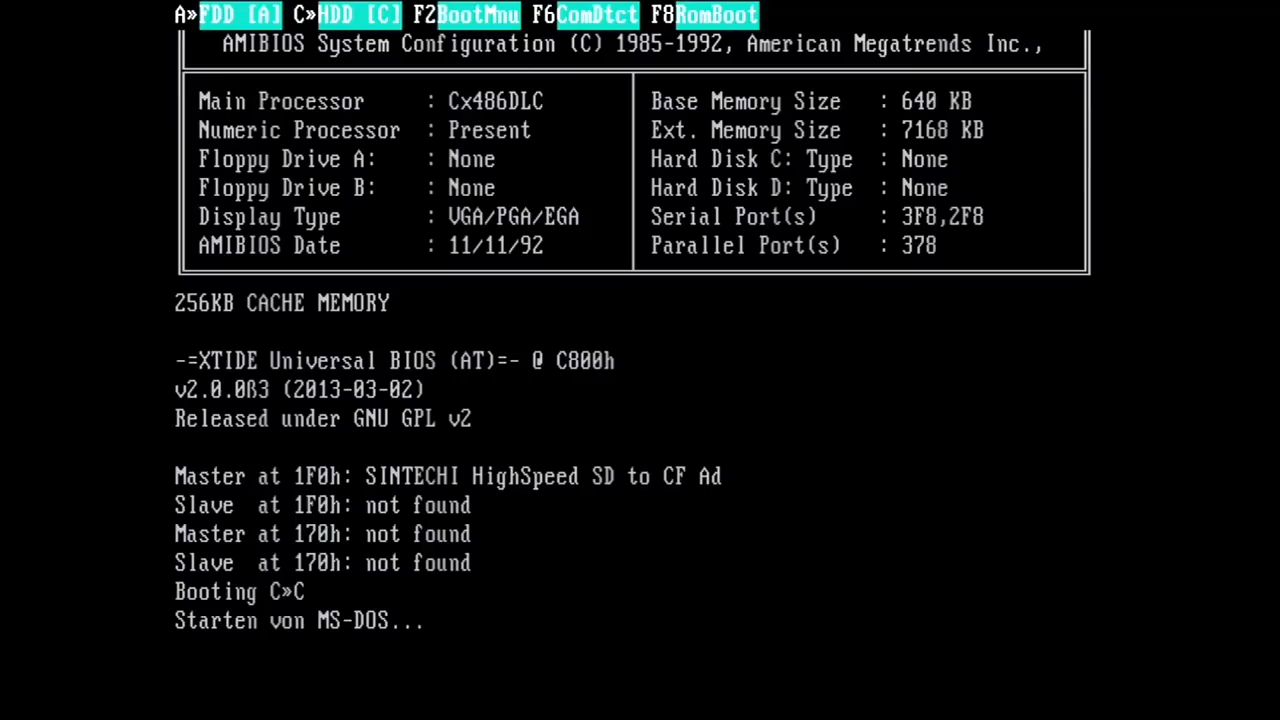 A»FDD [A] C»HDD [C] F2BootMnu F6ComDtct F8RomBoot
AMIBIOS System Configuration (C) 1985-1992, American Megatrends Inc.,
Main Processor : Cx486DLC Base Memory Size : 640 KB
Numeric Processor : Present Ext. Memory Size : 7168 KB
Floppy Drive A: : None Hard Disk C: Type : None
Floppy Drive B: : None Hard Disk D: Type : None
Display Type : VGA/PGA/EGA Serial Port(s) : 3F8,2F8
AMIBIOS Date : 11/11/92 Parallel Port(s) : 378
256KB CACHE MEMORY
-=XTIDE Universal BIOS (AT)=- @ C800h
v2.0.0ß3 (2013-03-02)
Released under GNU GPL v2
Master at 1F0h: SINTECHI HighSpeed SD to CF Ad
Slave  at 1F0h: not found
Master at 170h: not found
Slave  at 170h: not found
Booting C»C
Starten von MS-DOS...